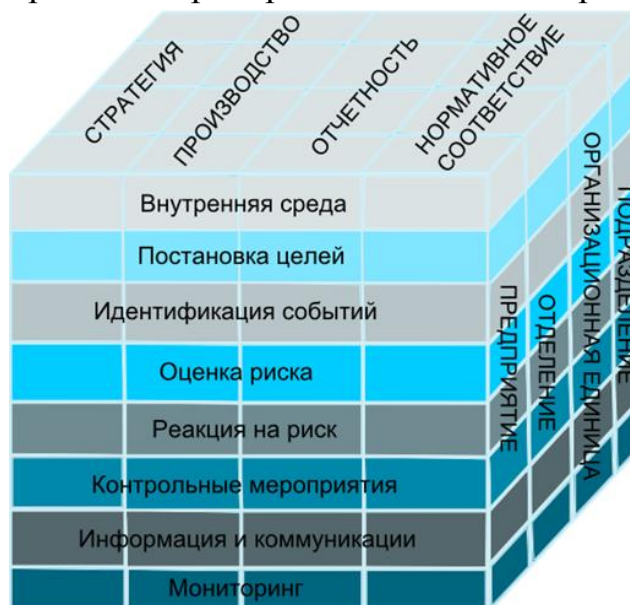 СТРАТЕГИЯ
ПРОИЗВОДСТВО
ОТЧЕТНОСТЬ
НОРМАТИВНОЕ
СООТВЕТСТВИЕ
Внутренняя среда
Постановка целей
Идентификация событий
Оценка риска
Реакция на риск
Контрольные мероприятия
Информация и коммуникации
Мониторинг
ПРЕДПРИЯТИЕ
ОТДЕЛЕНИЕ
ОРГАНИЗАЦИОННАЯ ЕДИНИЦА
ПОДРАЗДЕЛЕНИЕ